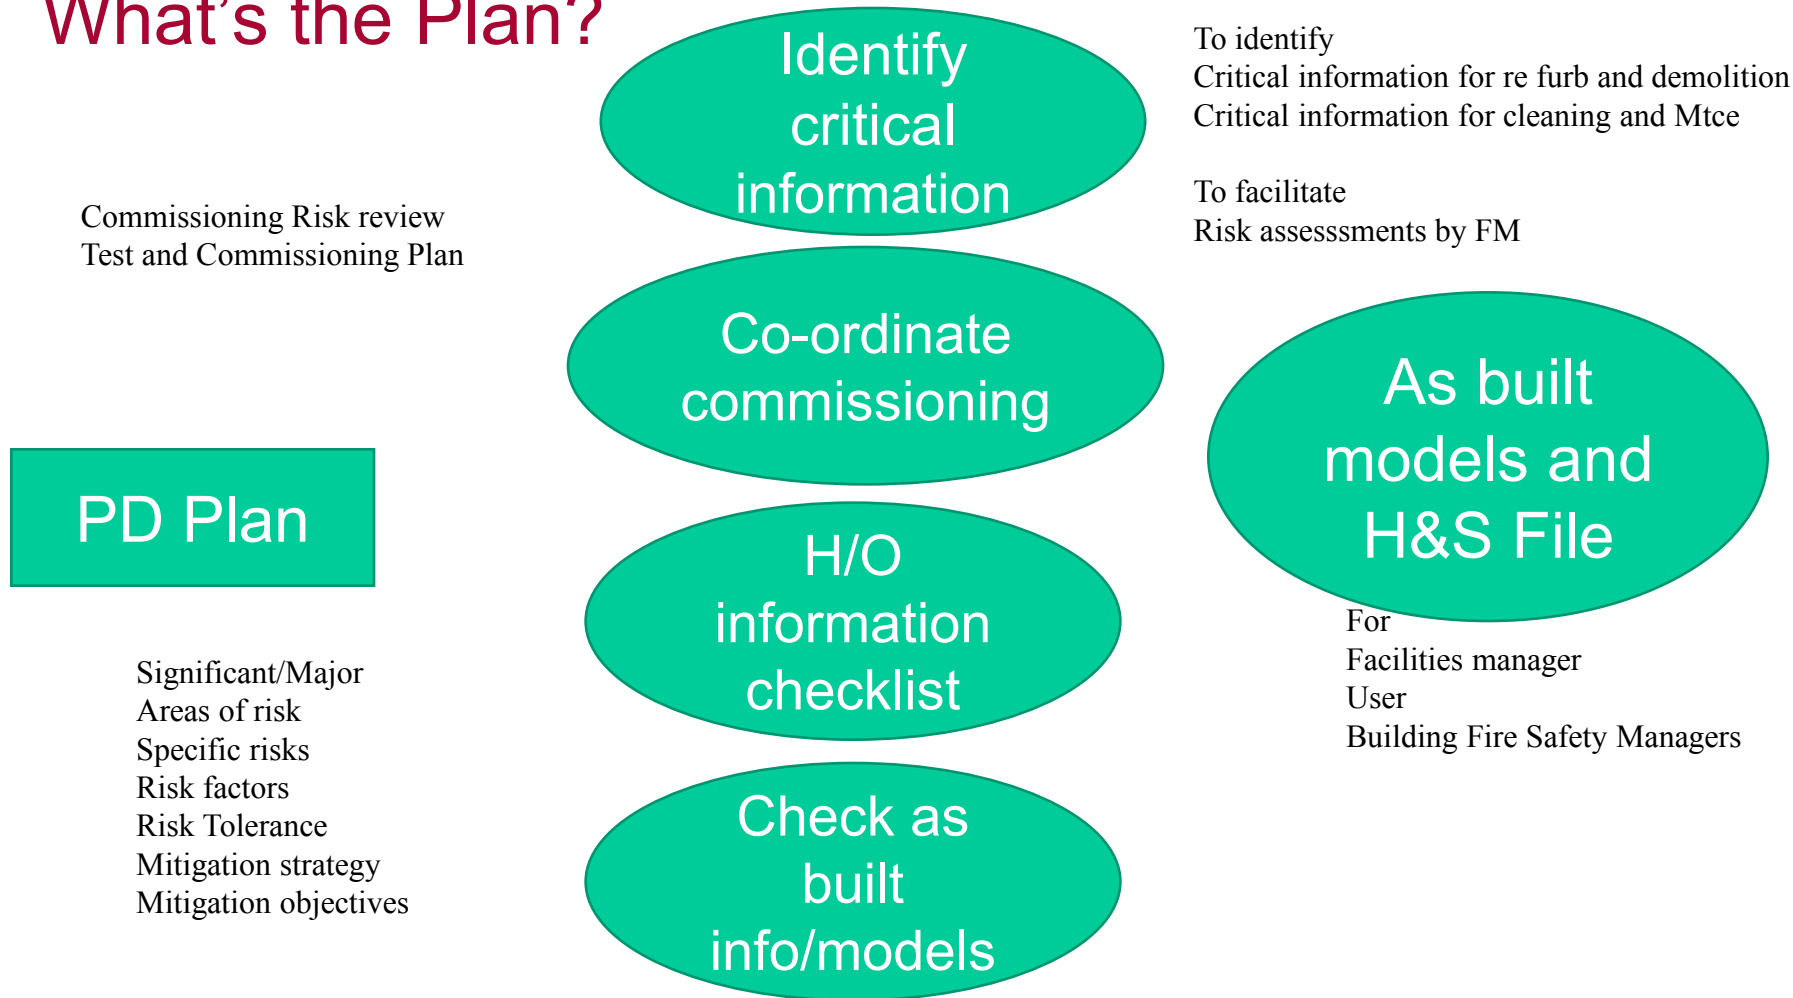 What's the Plan?
Identify
critical
information
To identify
Critical information for re furb and demolition
Critical information for cleaning and Mtce
To facilitate
Risk assesssments by FM
Commissioning Risk review
Test and Commissioning Plan
Co-ordinate
commissioning
As built
models and
H&S File
PD Plan
H/O
information
checklist
For
Facilities manager
User
Building Fire Safety Managers
Significant/Major
Areas of risk
Specific risks
Risk factors
Risk Tolerance
Mitigation strategy
Mitigation objectives
Check as
built
info/models